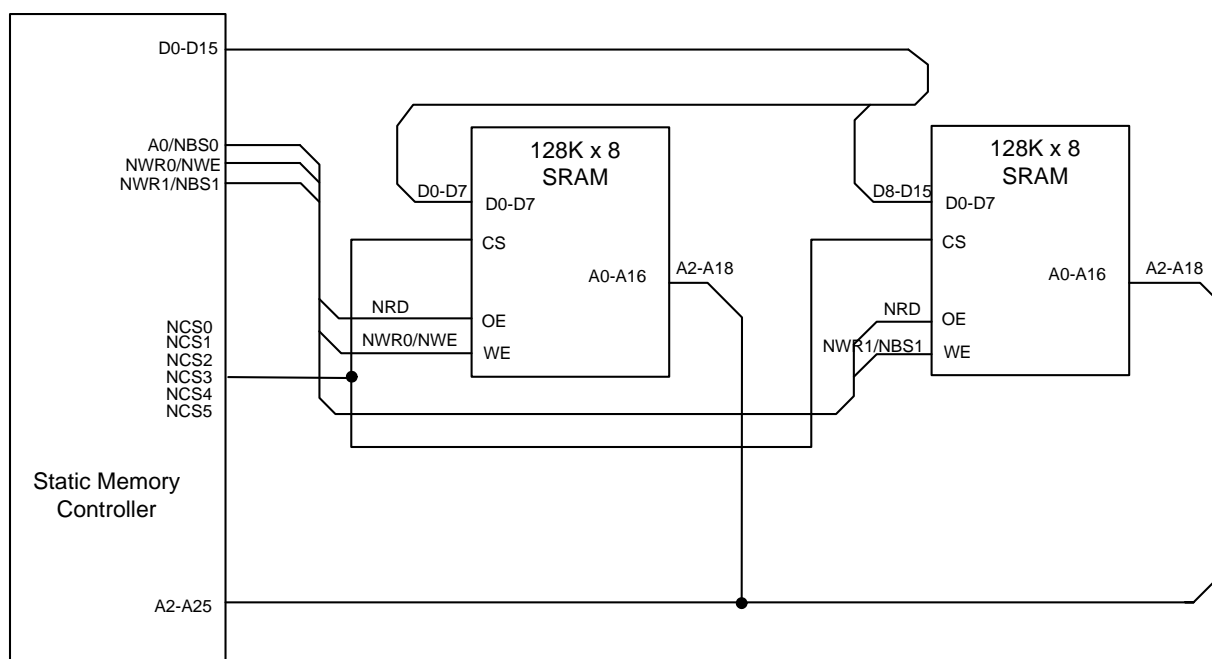 D0-D15
A0/NBS0
NWR0/NWE
NWR1/NBS1
NCS0
NCS1
NCS2
NCS3
NCS4
NCS5
Static Memory
Controller
A2-A25
128K x 8
SRAM
D0-D7
D0-D7
CS
A0-A16
A2-A18
NRD
OE
NWR0/NWE
WE
128K x 8
SRAM
D8-D15
D0-D7
CS
A0-A16
A2-A18
NRD
OE
NWR1/NBS1
WE